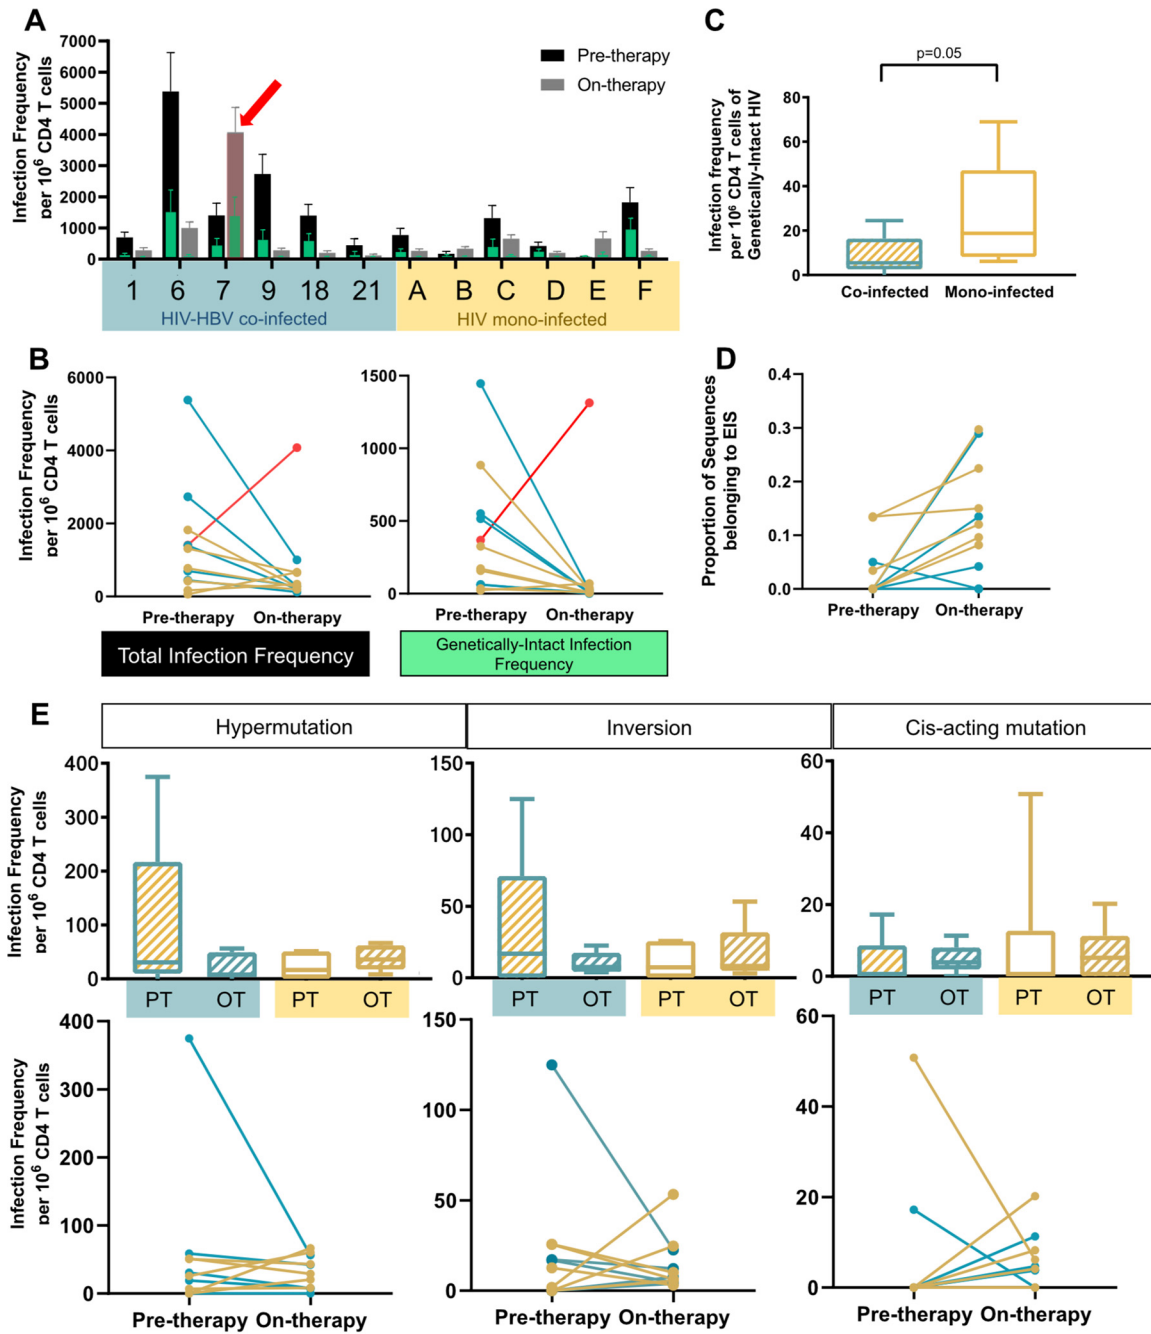 A
Infection Frequency
per 10⁶ CD4 T cells
7000
6000
5000
4000
3000
2000
1000
0
Pre-therapy
On-therapy
1 6 7 9 18 21 A B C D E F
HIV-HBV co-infected HIV mono-infected
C
p=0.05
Infection frequency
per 10⁶ CD4 T cells of
Genetically-Intact HIV
80
60
40
20
0
Co-infected Mono-infected
B
Infection Frequency
per 10⁶ CD4 T cells
6000
4000
2000
0
Pre-therapy On-therapy
Total Infection Frequency
1500
1000
500
0
Pre-therapy On-therapy
Genetically-Intact Infection
Frequency
D
Proportion of Sequences
belonging to EIS
0.4
0.3
0.2
0.1
0.0
Pre-therapy On-therapy
E
Hypermutation Inversion Cis-acting mutation
Infection Frequency
per 10⁶ CD4 T cells
400
300
200
100
0
PT OT PT OT
150
100
50
0
PT OT PT OT
60
40
20
0
PT OT PT OT
Infection Frequency
per 10⁶ CD4 T cells
400
300
200
100
0
Pre-therapy On-therapy
150
100
50
0
Pre-therapy On-therapy
60
40
20
0
Pre-therapy On-therapy